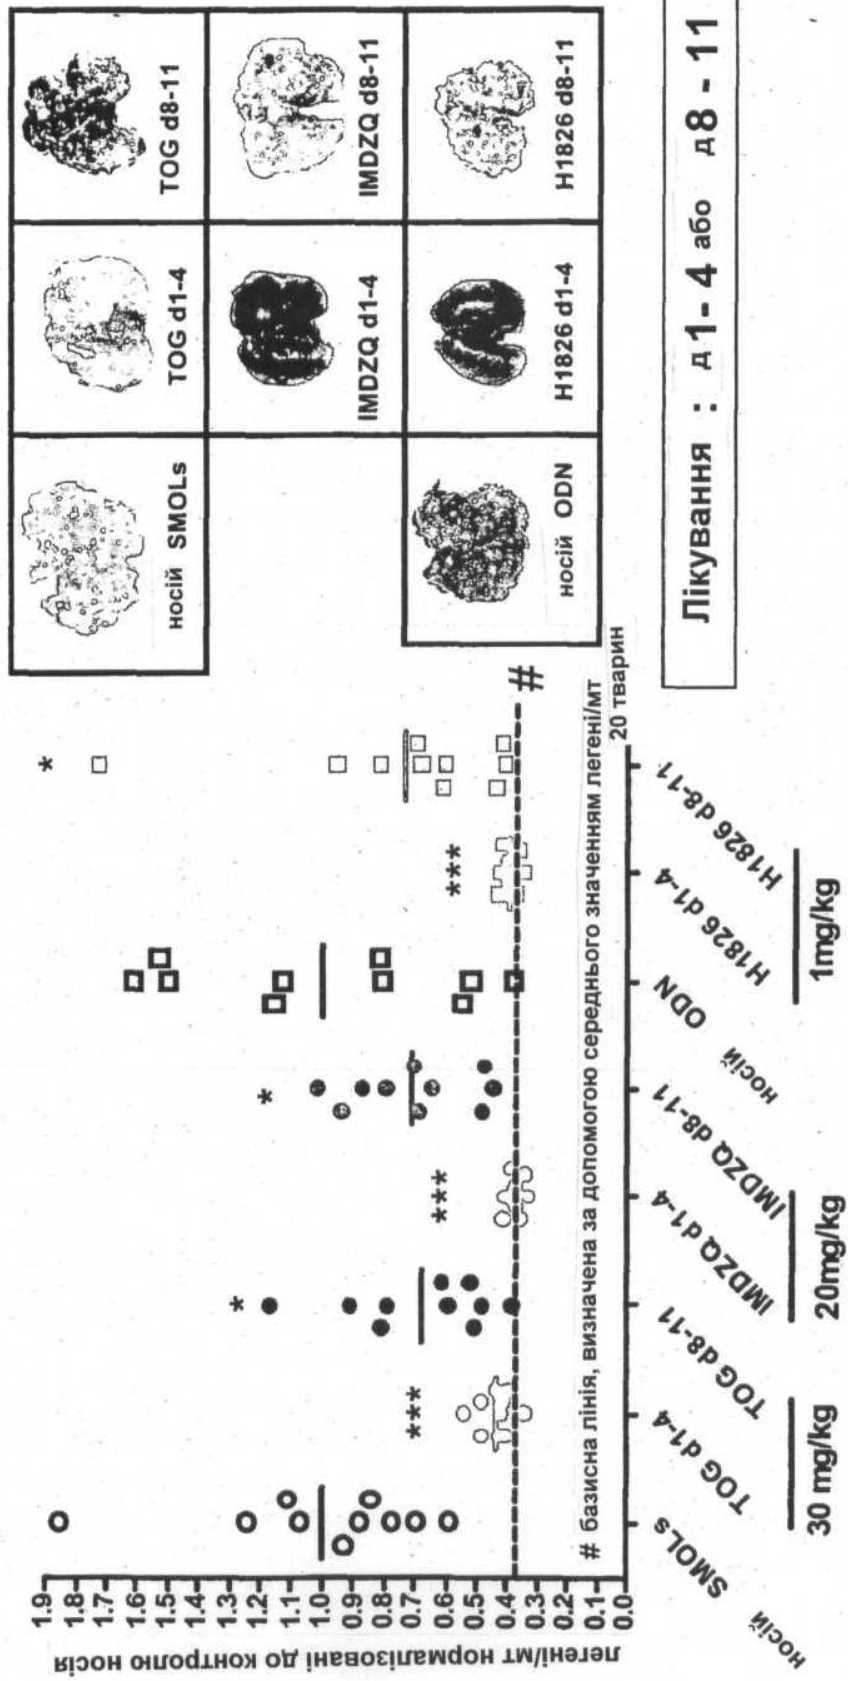 легені/мт нормалізовані до контролю носія
1.9
1.8
1.7
1.6
1.5
1.4
1.3
1.2
1.1
1.0
0.9
0.8
0.7
0.6
0.5
0.4
0.3
0.2
0.1
0.0
***
*
***
*
***
*
#
# базисна лінія, визначена за допомогою середнього значенням легені/мт
20 тварин
носій SMOLs
TOG d1-4
TOG d8-11
IMDZQ d1-4
IMDZQ d8-11
носій ODN
H1826 d1-4
H1826 d8-11
30 mg/kg
20mg/kg
1mg/kg
носій SMOLs
TOG d1-4
TOG d8-11
IMDZQ d1-4
IMDZQ d8-11
носій ODN
H1826 d1-4
H1826 d8-11
Лікування : д1-4 або д8-11